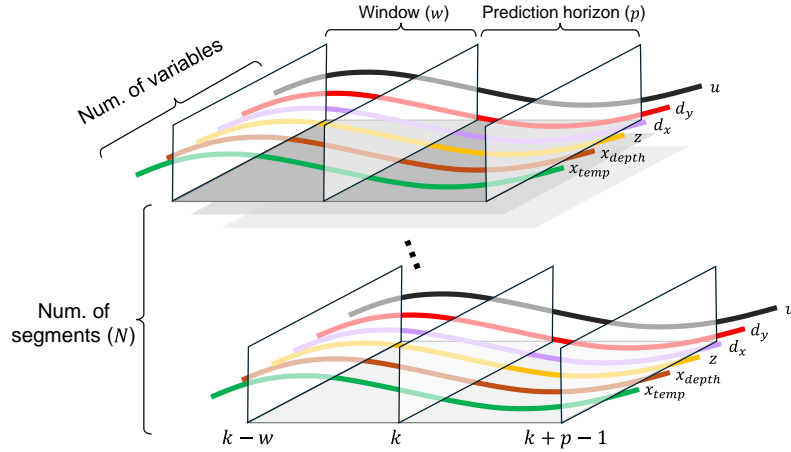 Window (w)
Prediction horizon (p)
Num. of variables
u
d_y
d_x
z
x_depth
x_temp
Num. of
segments (N)
u
d_y
d_x
z
x_depth
x_temp
k − w
k
k + p − 1